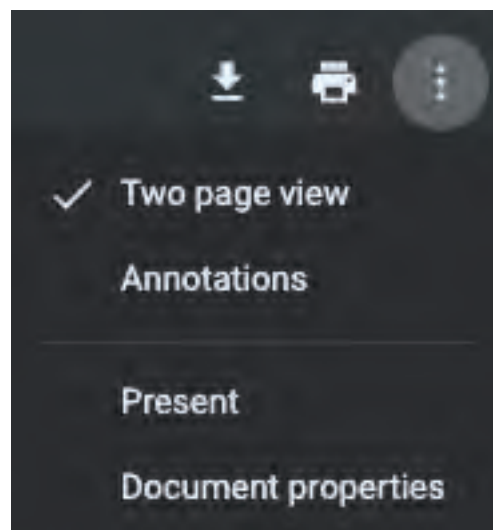 Two page view
Annotations
Present
Document properties